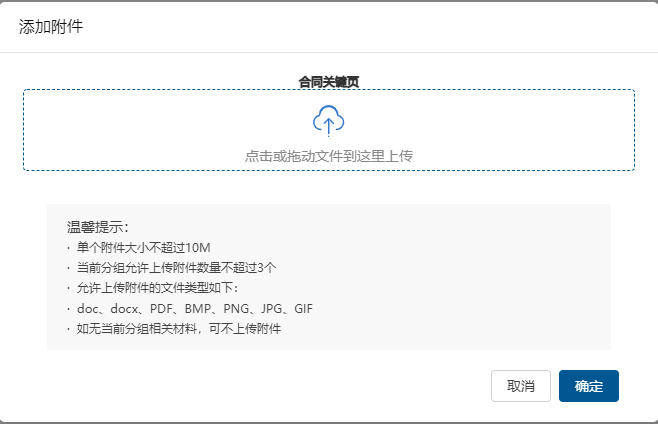 添加附件
合同关键页
点击或拖动文件到这里上传
温馨提示：
· 单个附件大小不超过10M
· 当前分组允许上传附件数量不超过3个
· 允许上传附件的文件类型如下：
· doc、docx、PDF、BMP、PNG、JPG、GIF
· 如无当前分组相关材料，可不上传附件
取消 确定